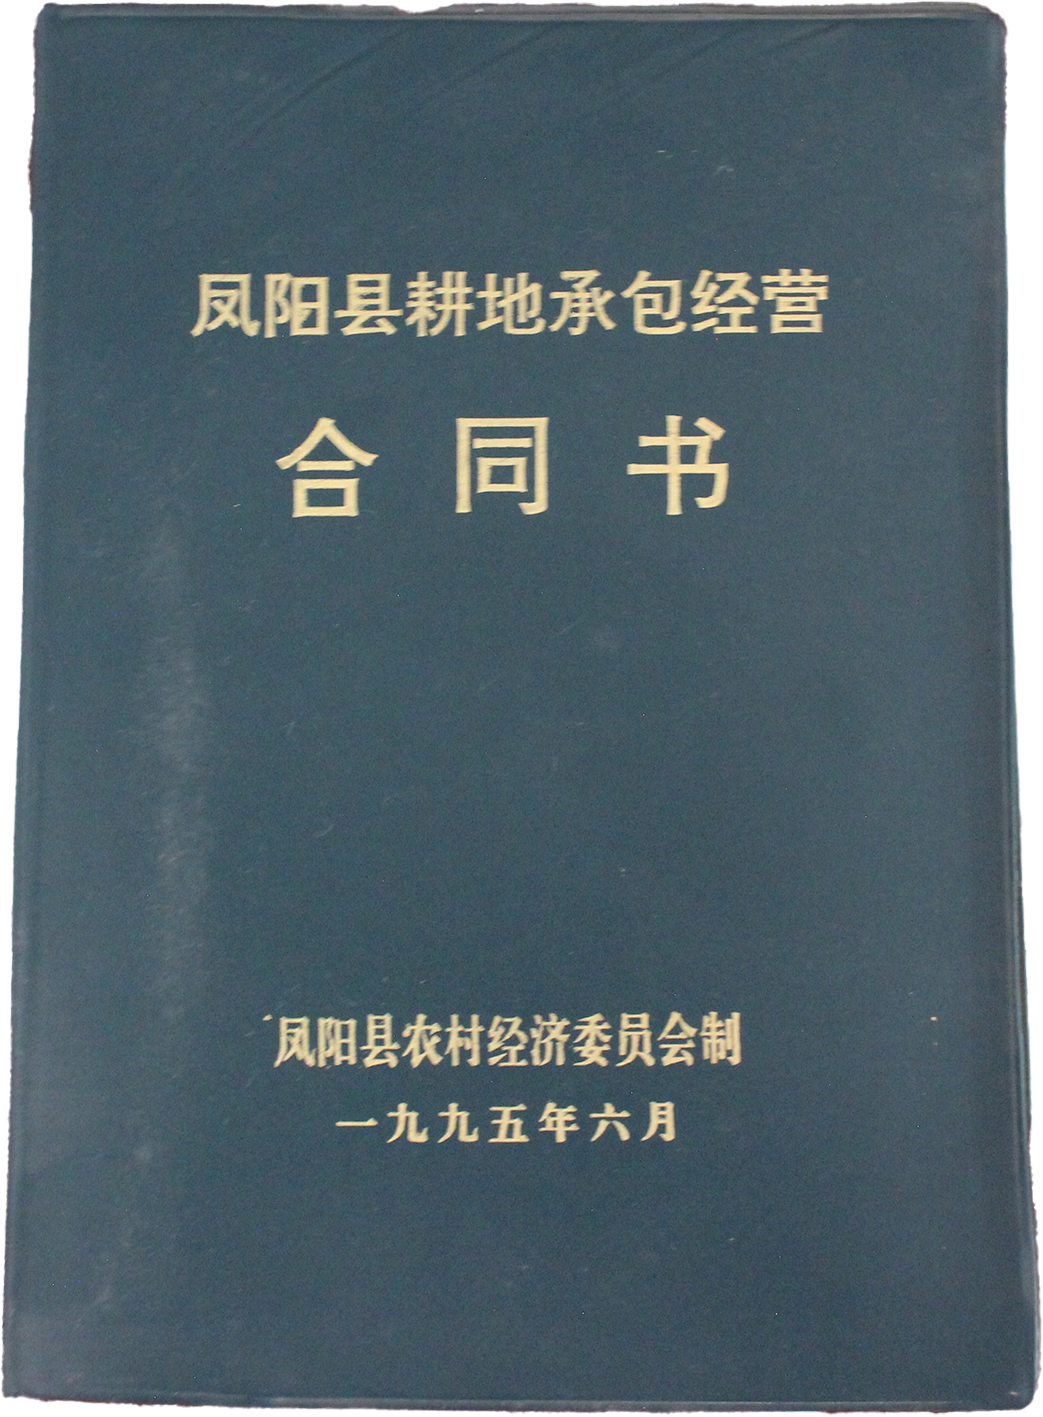 凤阳县耕地承包经营
合同书
凤阳县农村经济委员会制
一九九五年六月